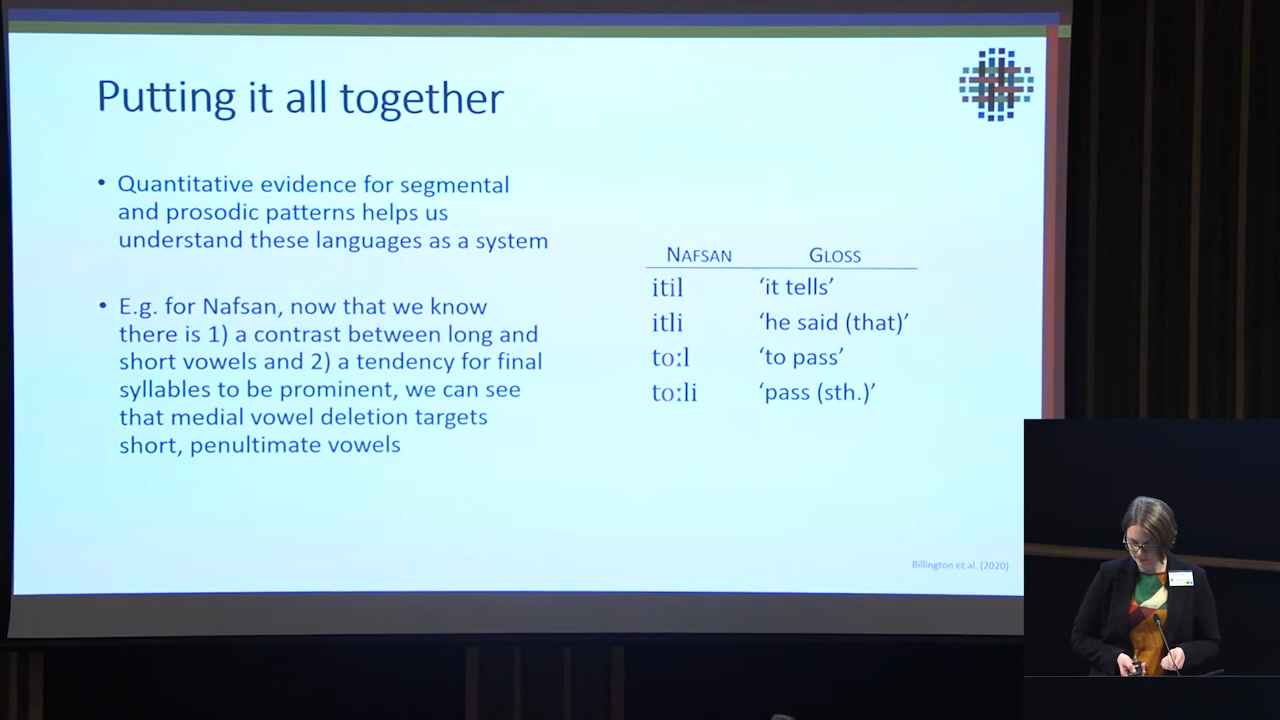 Putting it all together
• Quantitative evidence for segmental
and prosodic patterns helps us
understand these languages as a system
• E.g. for Nafsan, now that we know
there is 1) a contrast between long and
short vowels and 2) a tendency for final
syllables to be prominent, we can see
that medial vowel deletion targets
short, penultimate vowels
NAFSAN GLOSS
itil ‘it tells’
itli ‘he said (that)’
toːl ‘to pass’
toːli ‘pass (sth.)’
Billington et al. (2020)